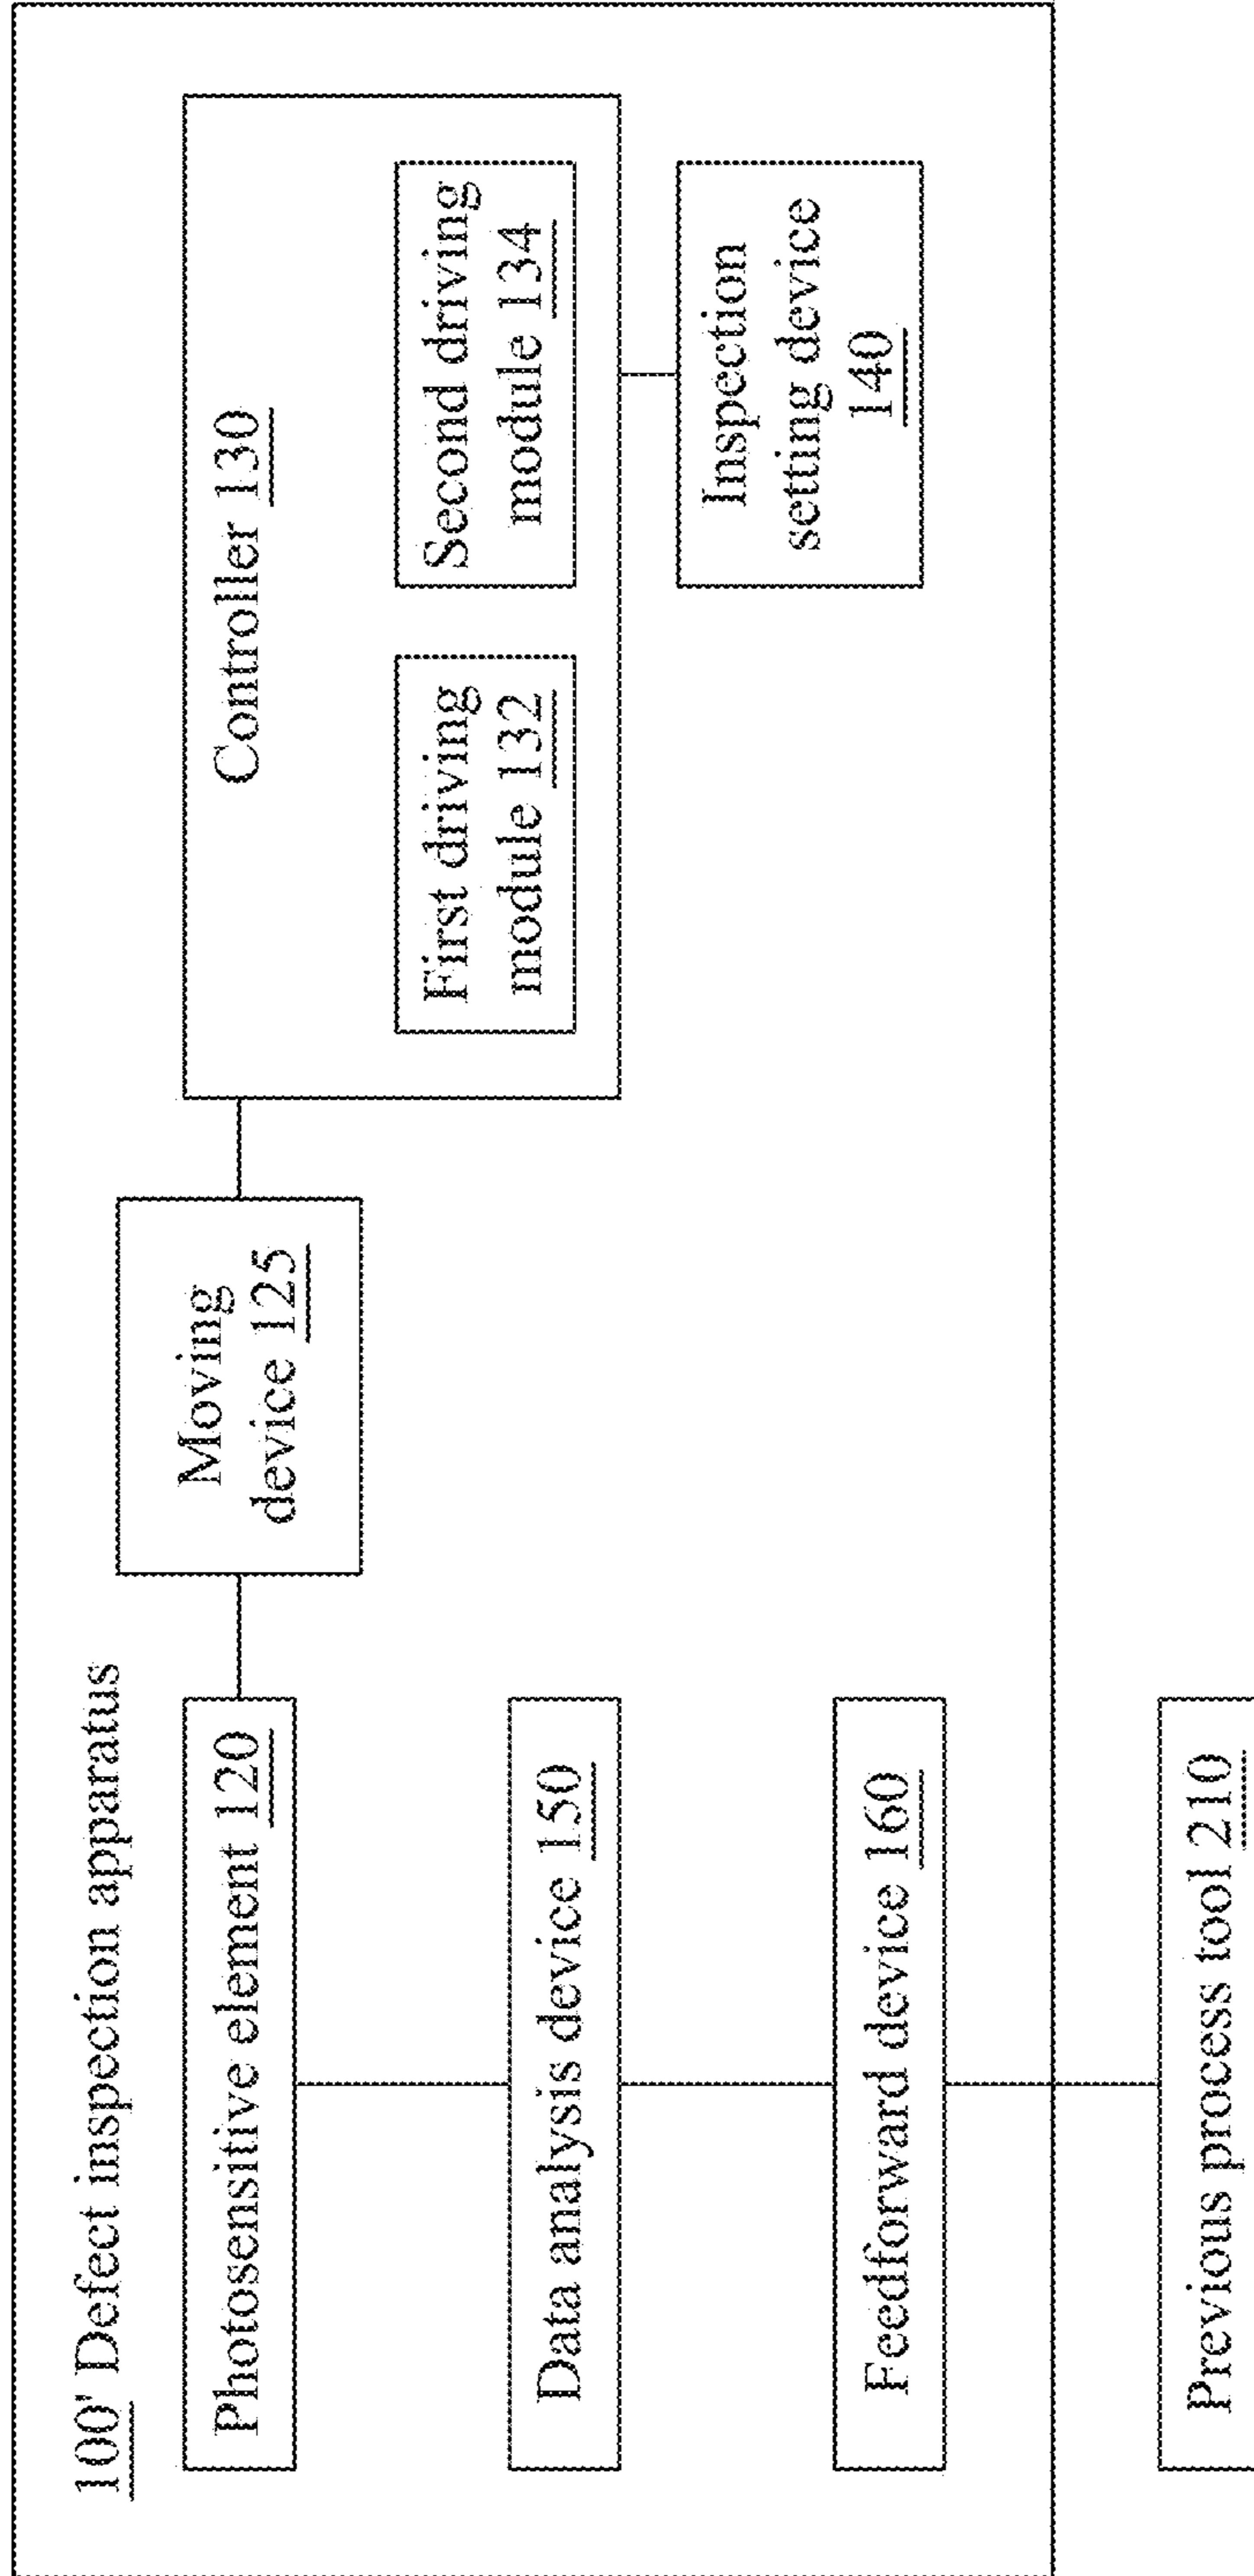 100' Defect inspection apparatus
Photosensitive element 120
Moving
device 125
Controller 130
First driving
module 132
Second driving
module 134
Inspection
setting device
140
Data analysis device 150
Feedforward device 160
Previous process tool 210